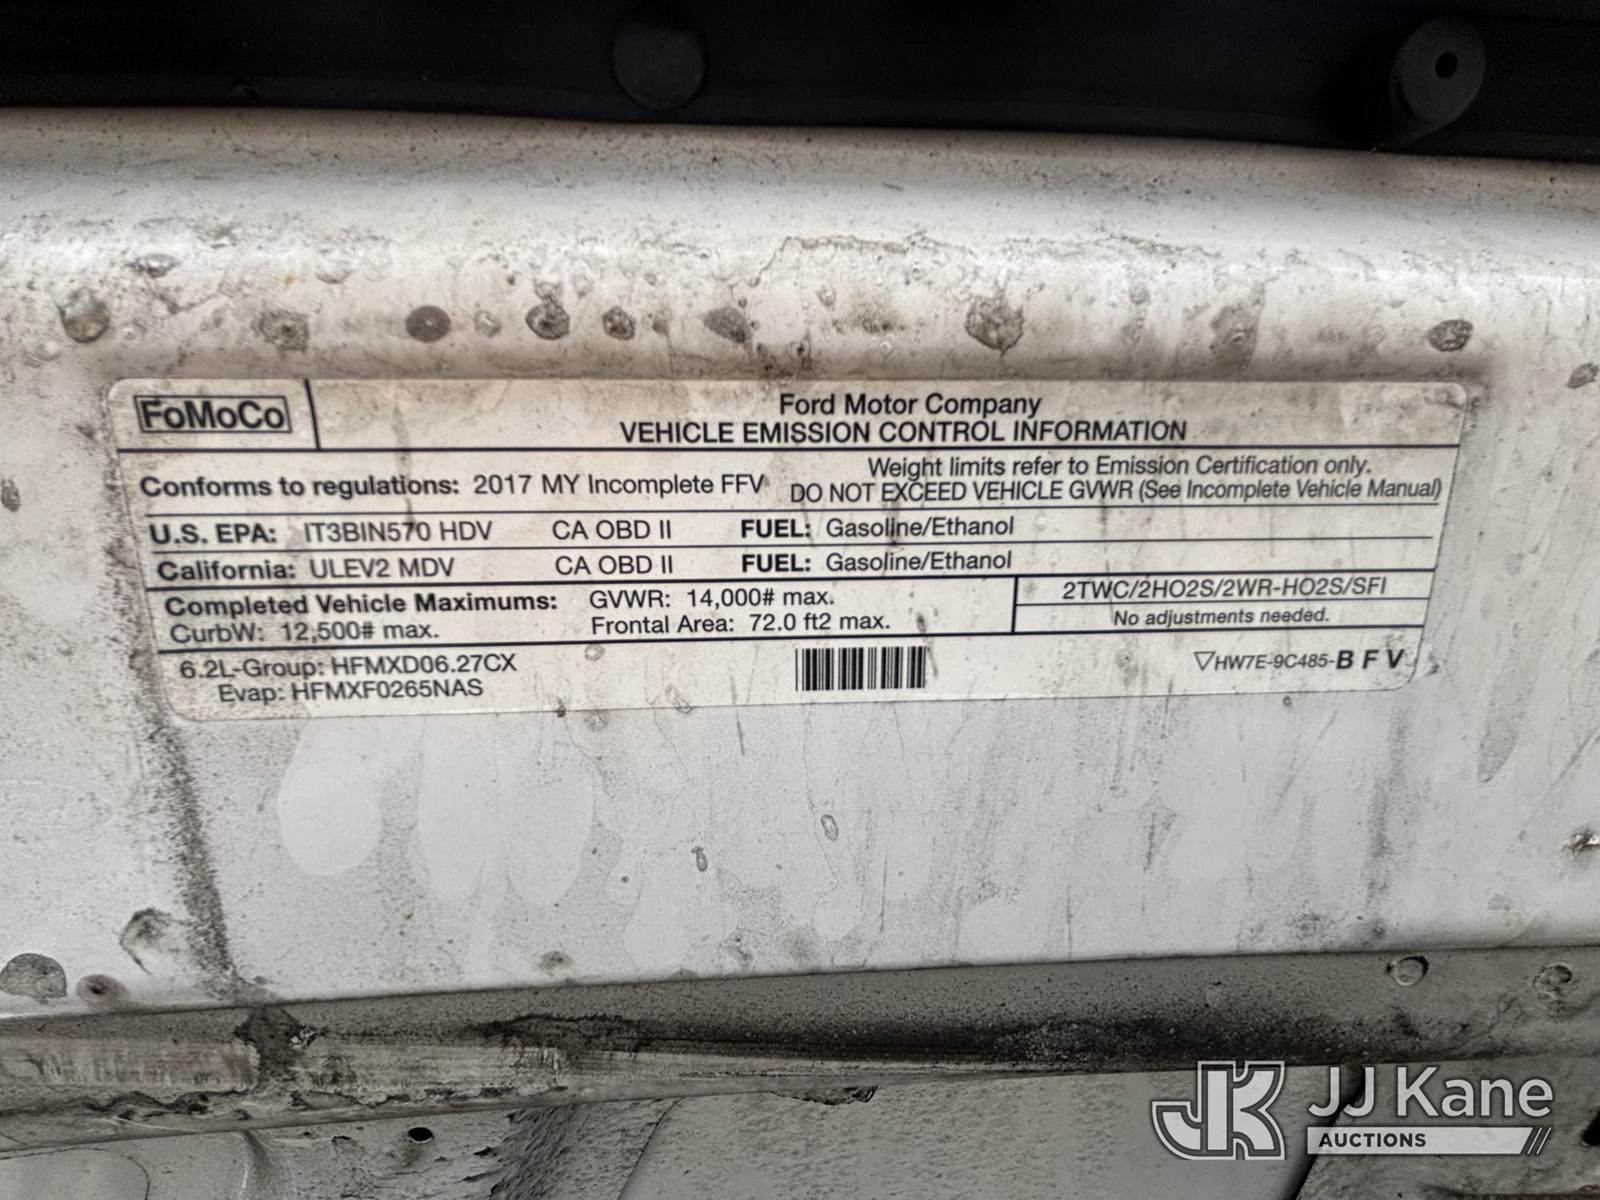 FoMoCo
Ford Motor Company
VEHICLE EMISSION CONTROL INFORMATION
Conforms to regulations: 2017 MY Incomplete FFV
Weight limits refer to Emission Certification only.
DO NOT EXCEED VEHICLE GVWR (See Incomplete Vehicle Manual)
U.S. EPA: IT3BIN570 HDV CA OBD II FUEL: Gasoline/Ethanol
California: ULEV2 MDV CA OBD II FUEL: Gasoline/Ethanol
Completed Vehicle Maximums: GVWR: 14,000# max.
CurbW: 12,500# max. Frontal Area: 72.0 ft2 max.
2TWC/2HO2S/2WR-HO2S/SFI
No adjustments needed.
6.2L-Group: HFMXD06.27CX
Evap: HFMXF0265NAS
▽HW7E-9C485-B F V
JK JJ Kane
AUCTIONS